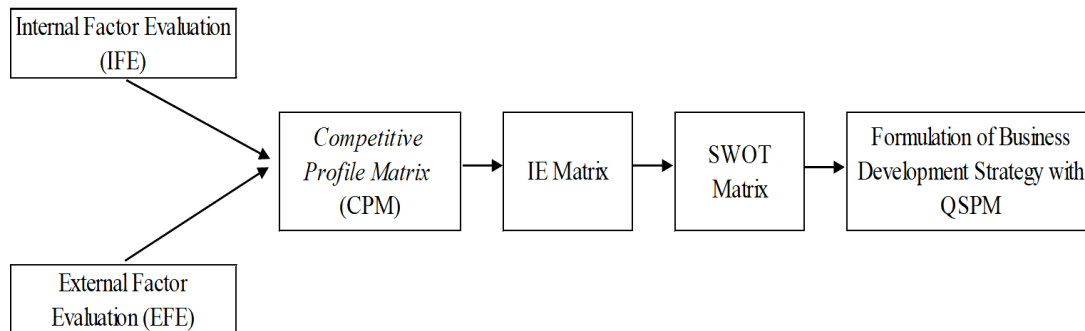 Internal Factor Evaluation
(IFE)
Competitive
Profile Matrix
(CPM)
IE Matrix
SWOT
Matrix
Formulation of Business
Development Strategy with
QSPM
External Factor
Evaluation (EFE)